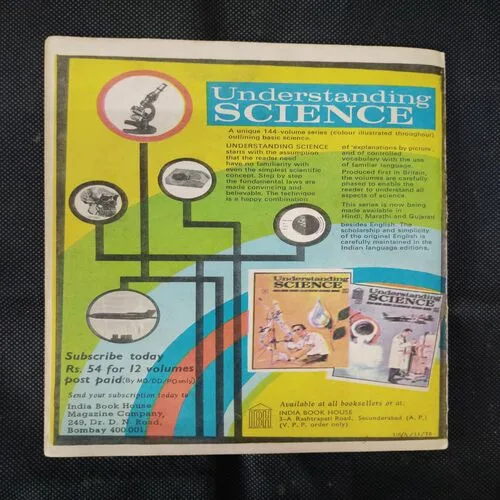 Understanding
SCIENCE
A unique 144-volume series (colour illustrated throughout)
outlining basic science.
UNDERSTANDING SCIENCE
starts with the assumption
that the reader need
have no familiarity with
even the simplest scientific
concept. Step by step
the fundamental laws are
made convincing and
believable. The technique
is a happy combination
of 'explanations by picture',
and of controlled
vocabulary with the use
of familiar language.
Produced first in Britain,
the volumes are carefully
phased to enable the
reader to understand all
aspects of science.
This series is now being
made available in
Hindi, Marathi and Gujarati
besides English. The
scholarship and simplicity
of the original English is
carefully maintained in the
Indian language editions.
Understanding
SCIENCE
Understanding
SCIENCE
Subscribe today
Rs. 54 for 12 volumes
post paid (By MO/DD/PO only)
Send your subscription today to
India Book House
Magazine Company,
249, Dr. D. N. Road,
Bombay 400 001.
IBH
Available at all booksellers or at:
INDIA BOOK HOUSE
3-A Rashtrapati Road, Secunderabad (A. P.)
(V. P. P. order only)